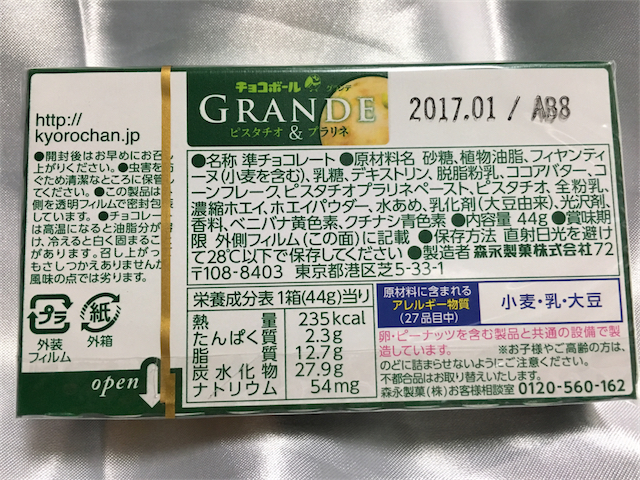 http://
kyorochan.jp
●開封後はお早めにお召し
上がりください。●虫害を防
ぐため清潔なところに保管し
てください。●この製品は
側を透明フィルムで密封包装
しています。●チョコレート
は高温になると油脂分が溶
け、冷えると白く固まること
があります。召し上がっ
もさしつかえありませんが
風味の点では劣ります。
プラ
外装
フィルム
紙
外箱
open
チョコボール
グランデ
GRANDE
ピスタチオ & プラリネ
2017.01 / AB8
●名称 準チョコレート ●原材料名 砂糖、植物油脂、フィヤンティ
ーヌ(小麦を含む)、乳糖、デキストリン、脱脂粉乳、ココアバター、コ
ーンフレーク、ピスタチオプラリネペースト、ピスタチオ、全粉乳、
濃縮ホエイ、ホエイパウダー、水あめ、乳化剤(大豆由来)、光沢剤、
香料、ベニバナ黄色素、クチナシ青色素 ●内容量 44g ●賞味期
限 外側フィルム(この面)に記載 ●保存方法 直射日光を避け
て28℃以下で保存してください ●製造者 森永製菓株式会社72
〒108-8403 東京都港区芝5-33-1
栄養成分表 1箱(44g)当り
熱量 235kcal
たんぱく質 2.3g
脂質 12.7g
炭水化物 27.9g
ナトリウム 54mg
原材料に含まれる
アレルギー物質
(27品目中)
小麦・乳・大豆
卵・ピーナッツを含む製品と共通の設備で製
造しています。 ※お子様やご高齢の方は、
のどに詰まらせないようにご注意ください。
不都合品はお取り替えいたします。
森永製菓(株)お客様相談室 0120-560-162